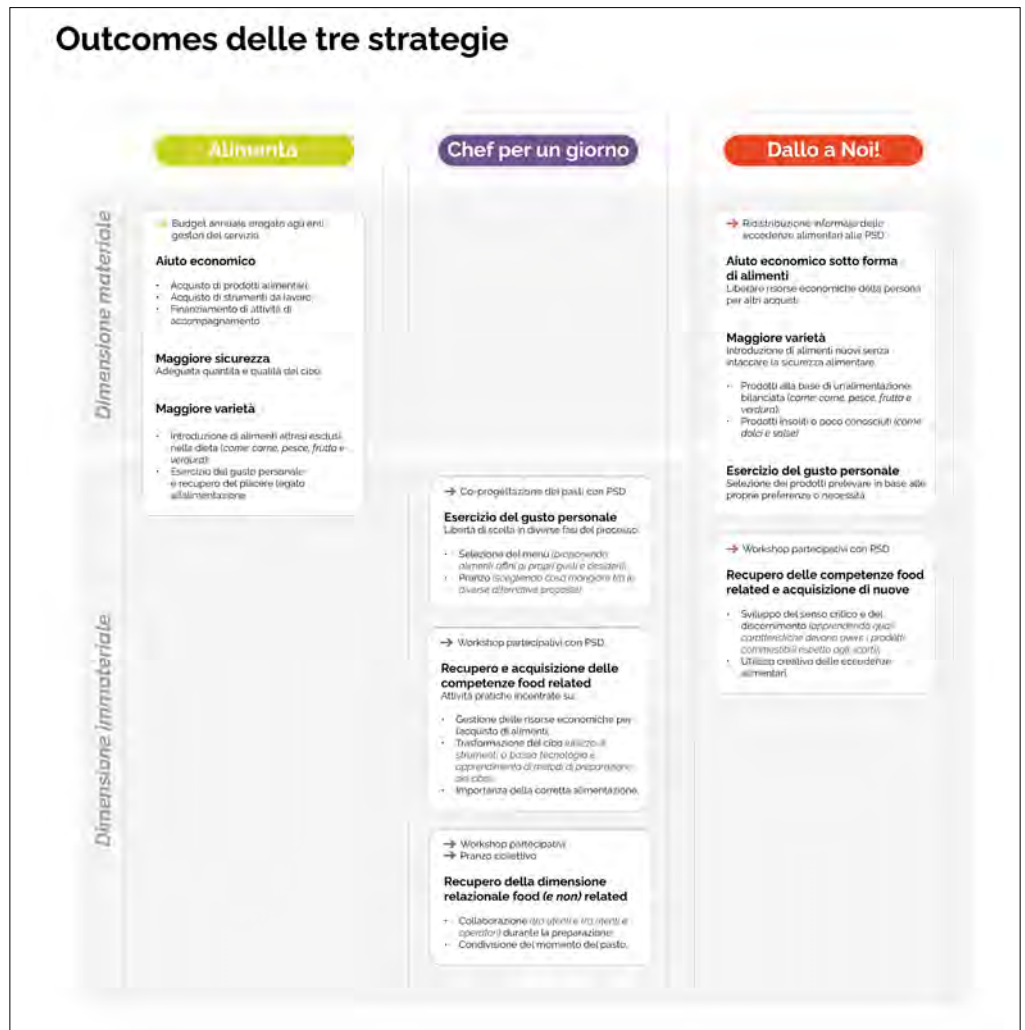 Outcomes delle tre strategie
Alimenta
Chef per un giorno
Dallo a Noi!
Dimensione materiale
→ Budget annuale erogato agli enti
gestori del servizio
Aiuto economico
• Acquisto di prodotti alimentari.
• Acquisto di strumenti da lavoro
• Finanziamento di attività di
accompagnamento
Maggiore sicurezza
Adeguata quantità e qualità del cibo.
Maggiore varietà
• Introduzione di alimenti altresì esclusi
nella dieta (come: carne, pesce, frutta e
verdura)
• Esercizio del gusto personale
e recupero del piacere legato
all'alimentazione
→ Ridistribuzione informale delle
eccedenze alimentari alle PSD
Aiuto economico sotto forma
di alimenti
Liberare risorse economiche della persona
per altri acquisti
Maggiore varietà
Introduzione di alimenti nuovi senza
intaccare la sicurezza alimentare
• Prodotti alla base di un'alimentazione
bilanciata (come: carne, pesce, frutta e
verdura)
• Prodotti insoliti o poco conosciuti (come
dolci e salse)
Esercizio del gusto personale
Selezione dei prodotti prelevare in base alle
proprie preferenze o necessità
Dimensione immateriale
→ Co-progettazione dei pasti con PSD
Esercizio del gusto personale
Libertà di scelta in diverse fasi del processo
• Selezione del menù (proponendo
alimenti affini ai propri gusti e desideri)
• Pranzo (scegliendo cosa mangiare tra le
diverse alternative proposte)
→ Workshop partecipativi con PSD
Recupero e acquisizione delle
competenze food related
Attività pratiche incentrate su:
• Gestione delle risorse economiche per
l'acquisto di alimenti
• Trasformazione del cibo (utilizzo di
strumenti a bassa tecnologia e
apprendimento di metodi di preparazione
del cibo)
• Importanza della corretta alimentazione.
→ Workshop partecipativi
→ Pranzo collettivo
Recupero della dimensione
relazionale food (e non) related
• Collaborazione (tra utenti e tra utenti e
operatori) durante la preparazione
• Condivisione del momento del pasto.
→ Workshop partecipativi con PSD
Recupero delle competenze food
related e acquisizione di nuove
• Sviluppo del senso critico e del
discernimento (apprendendo quali
caratteristiche devono avere i prodotti
commestibili rispetto agli scarti)
• Utilizzo creativo delle eccedenze
alimentari